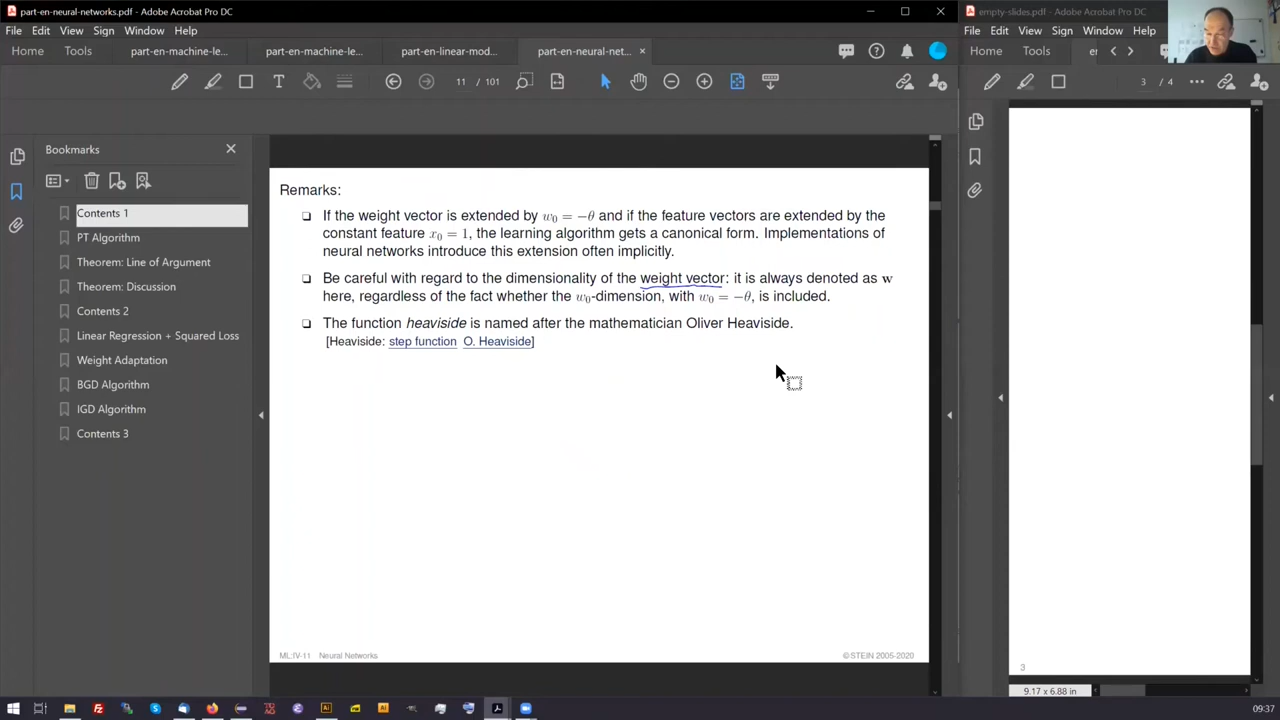 part-en-neural-networks.pdf - Adobe Acrobat Pro DC
File Edit View Sign Window Help
Home Tools part-en-machine-le... part-en-machine-le... part-en-linear-mod... part-en-neural-net... ×
11 / 101
Bookmarks
Contents 1
PT Algorithm
Theorem: Line of Argument
Theorem: Discussion
Contents 2
Linear Regression + Squared Loss
Weight Adaptation
BGD Algorithm
IGD Algorithm
Contents 3
Remarks:
❑ If the weight vector is extended by w₀ = −θ and if the feature vectors are extended by the
constant feature x₀ = 1, the learning algorithm gets a canonical form. Implementations of
neural networks introduce this extension often implicitly.
❑ Be careful with regard to the dimensionality of the weight vector: it is always denoted as w
here, regardless of the fact whether the w₀-dimension, with w₀ = −θ, is included.
❑ The function heaviside is named after the mathematician Oliver Heaviside.
[Heaviside: step function O. Heaviside]
ML:IV-11 Neural Networks
© STEIN 2005-2020
empty-slides.pdf - Adobe Acrobat Pro DC
File Edit View Sign Window Help
Home Tools
3 / 4
3
9.17 x 6.88 in
09:37